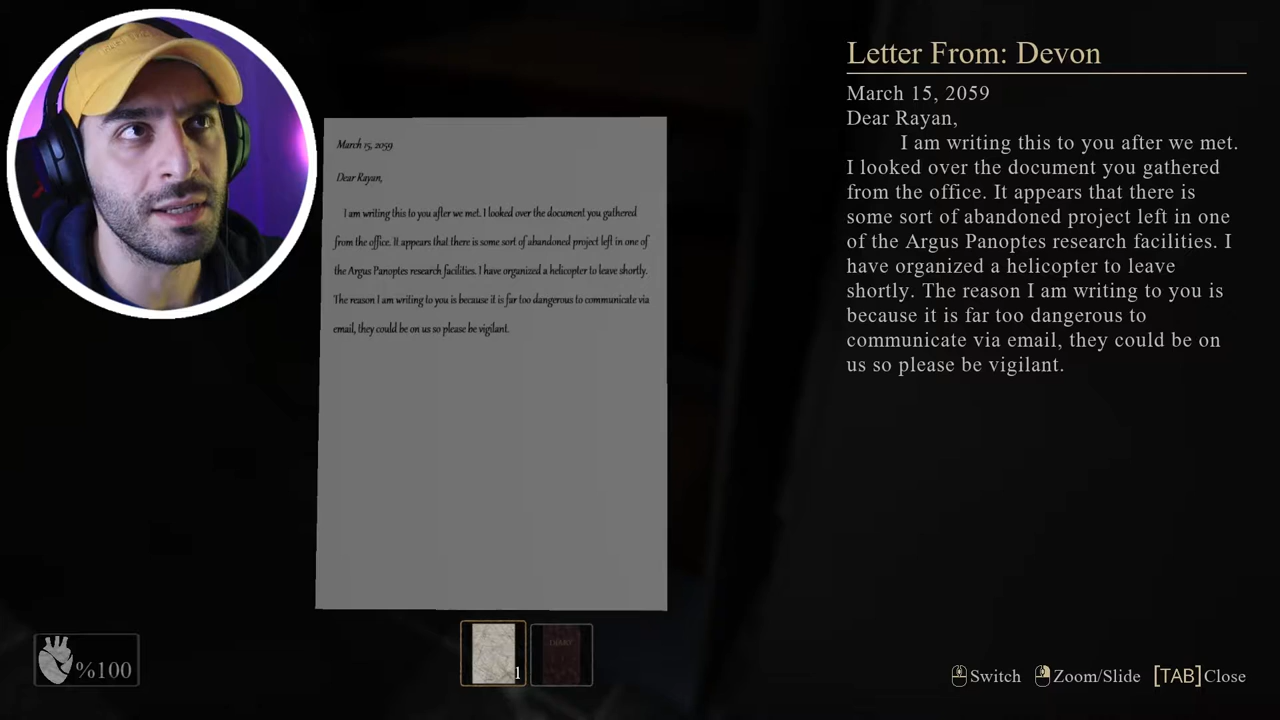 March 15, 2059
Dear Rayan,
I am writing this to you after we met. I looked over the document you gathered
from the office. It appears that there is some sort of abandoned project left in one of
the Argus Panoptes research facilities. I have organized a helicopter to leave shortly.
The reason I am writing to you is because it is far too dangerous to communicate via
email, they could be on us so please be vigilant.
Letter From: Devon
March 15, 2059
Dear Rayan,
I am writing this to you after we met.
I looked over the document you gathered
from the office. It appears that there is
some sort of abandoned project left in one
of the Argus Panoptes research facilities. I
have organized a helicopter to leave
shortly. The reason I am writing to you is
because it is far too dangerous to
communicate via email, they could be on
us so please be vigilant.
%100
1
DEMO
Switch
Zoom/Slide
[TAB] Close